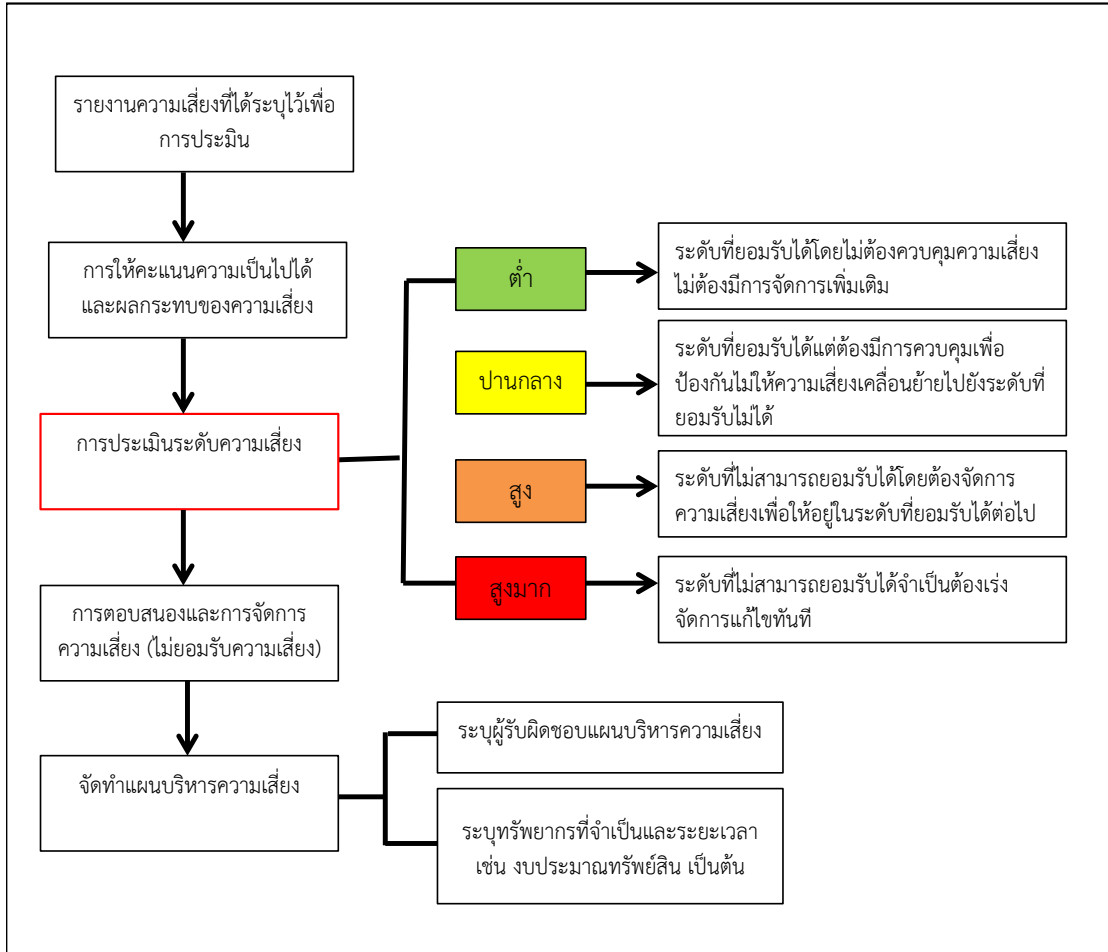 รายงานความเสี่ยงที่ได้ระบุไว้เพื่อ
การประมิน
การให้คะแนนความเป็นไปได้
และผลกระทบของความเสี่ยง
การประเมินระดับความเสี่ยง
ต่ำ
ระดับที่ยอมรับได้โดยไม่ต้องควบคุมความเสี่ยง
ไม่ต้องมีการจัดการเพิ่มเติม
ปานกลาง
ระดับที่ยอมรับได้แต่ต้องมีการควบคุมเพื่อ
ป้องกันไม่ให้ความเสี่ยงเคลื่อนย้ายไปยังระดับที่
ยอมรับไม่ได้
สูง
ระดับที่ไม่สามารถยอมรับได้โดยต้องจัดการ
ความเสี่ยงเพื่อให้อยู่ในระดับที่ยอมรับได้ต่อไป
สูงมาก
ระดับที่ไม่สามารถยอมรับได้จำเป็นต้องเร่ง
จัดการแก้ไขทันที
การตอบสนองและการจัดการ
ความเสี่ยง (ไม่ยอมรับความเสี่ยง)
จัดทำแผนบริหารความเสี่ยง
ระบุผู้รับผิดชอบแผนบริหารความเสี่ยง
ระบุทรัพยากรที่จำเป็นและระยะเวลา
เช่น งบประมาณทรัพย์สิน เป็นต้น